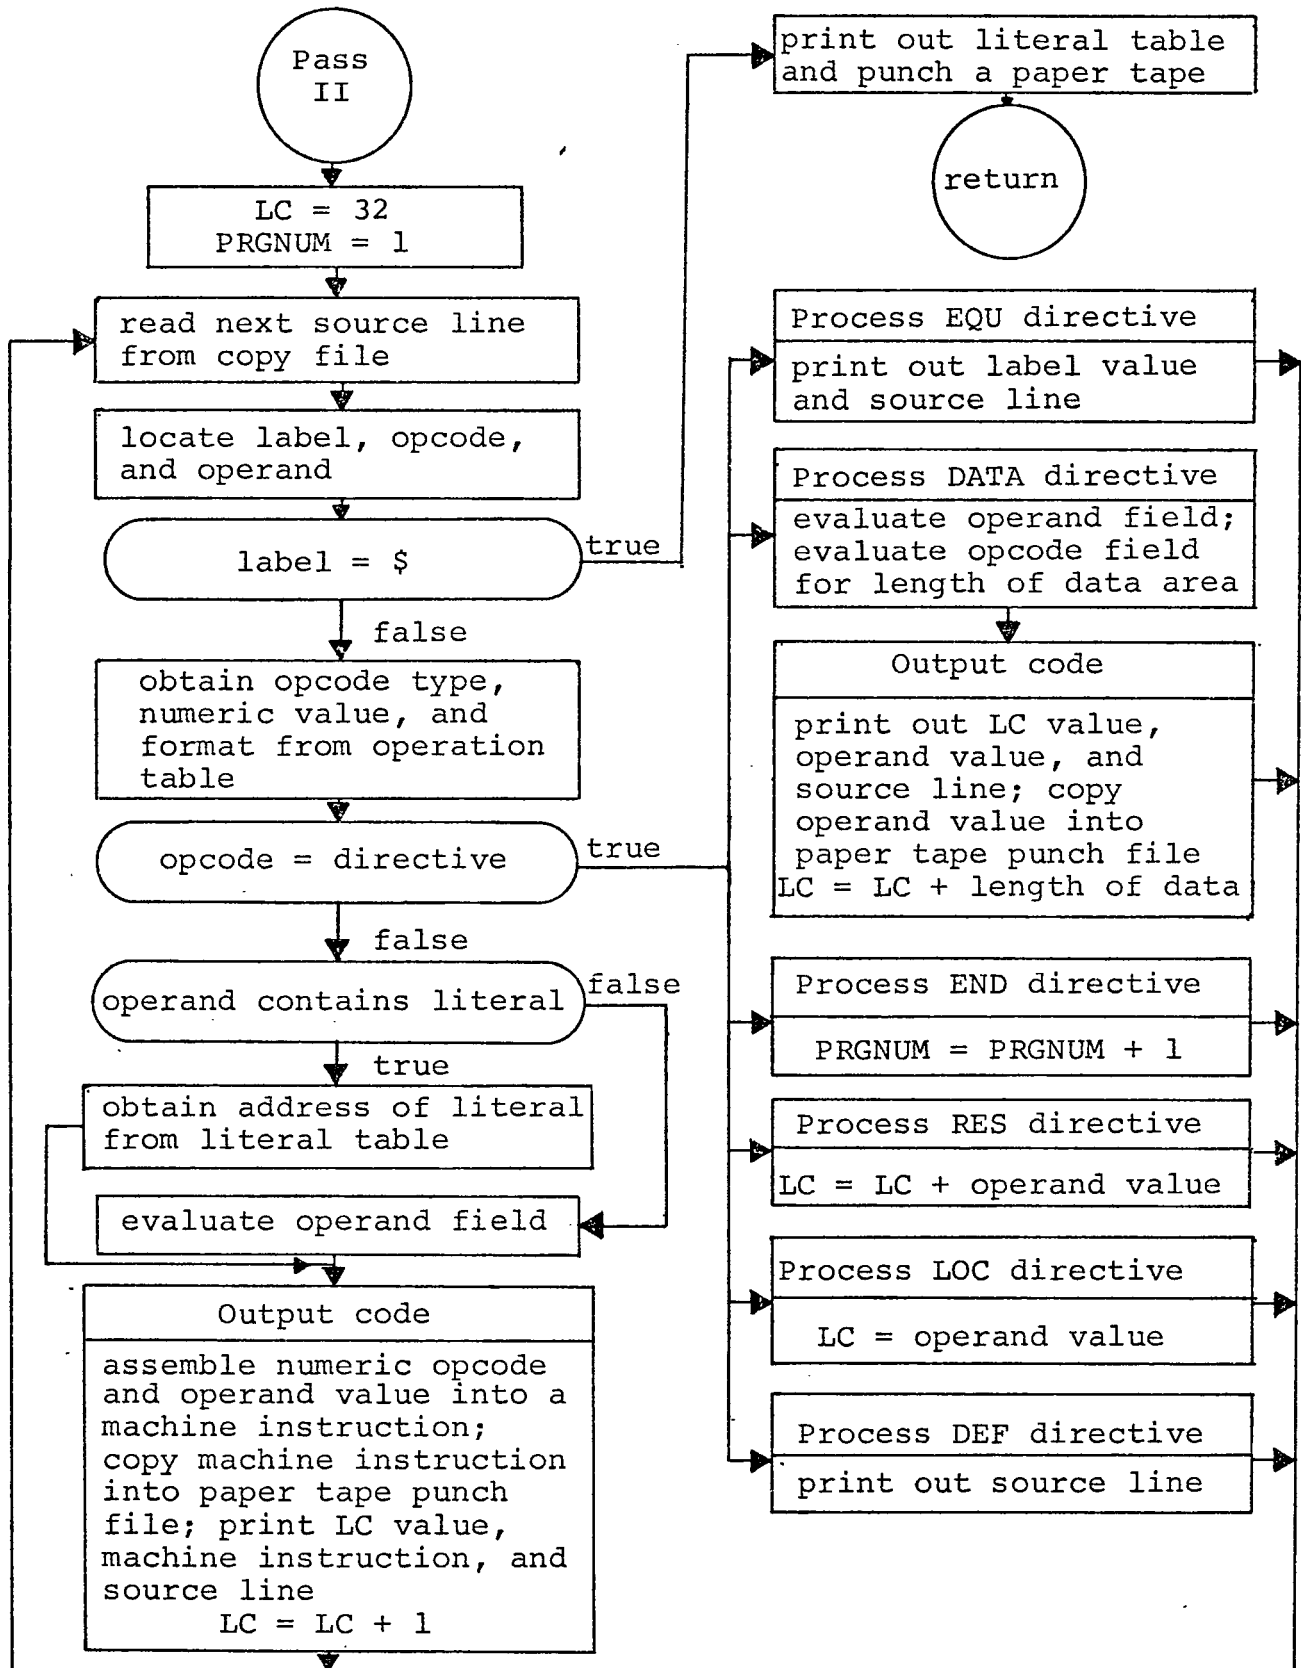 Pass
II
LC = 32
PRGNUM = 1
read next source line
from copy file
locate label, opcode,
and operand
label = $
true
false
obtain opcode type,
numeric value, and
format from operation
table
opcode = directive
true
false
operand contains literal
false
true
obtain address of literal
from literal table
evaluate operand field
Output code
assemble numeric opcode
and operand value into a
machine instruction;
copy machine instruction
into paper tape punch
file; print LC value,
machine instruction, and
source line
LC = LC + 1
print out literal table
and punch a paper tape
return
Process EQU directive
print out label value
and source line
Process DATA directive
evaluate operand field;
evaluate opcode field
for length of data area
Output code
print out LC value,
operand value, and
source line; copy
operand value into
paper tape punch file
LC = LC + length of data
Process END directive
PRGNUM = PRGNUM + 1
Process RES directive
LC = LC + operand value
Process LOC directive
LC = operand value
Process DEF directive
print out source line